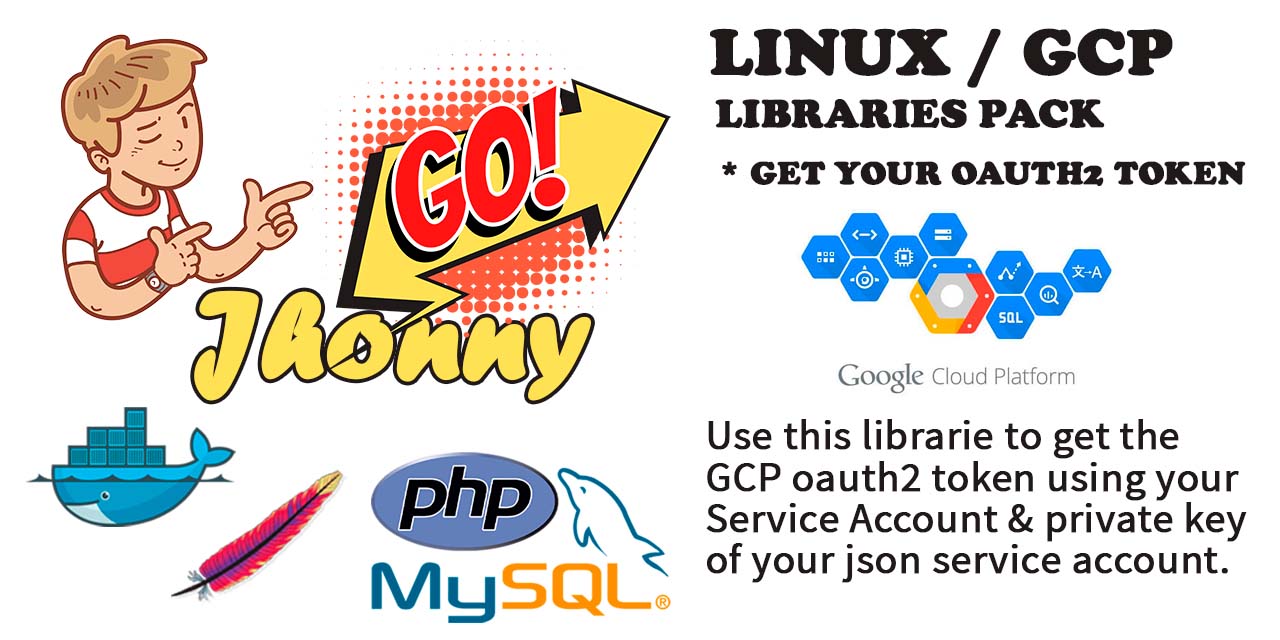 GO!
Jhonny
php
MySQL®
LINUX / GCP
LIBRARIES PACK
* GET YOUR OAUTH2 TOKEN
文→A
SQL
Google Cloud Platform
Use this librarie to get the
GCP oauth2 token using your
Service Account & private key
of your json service account.